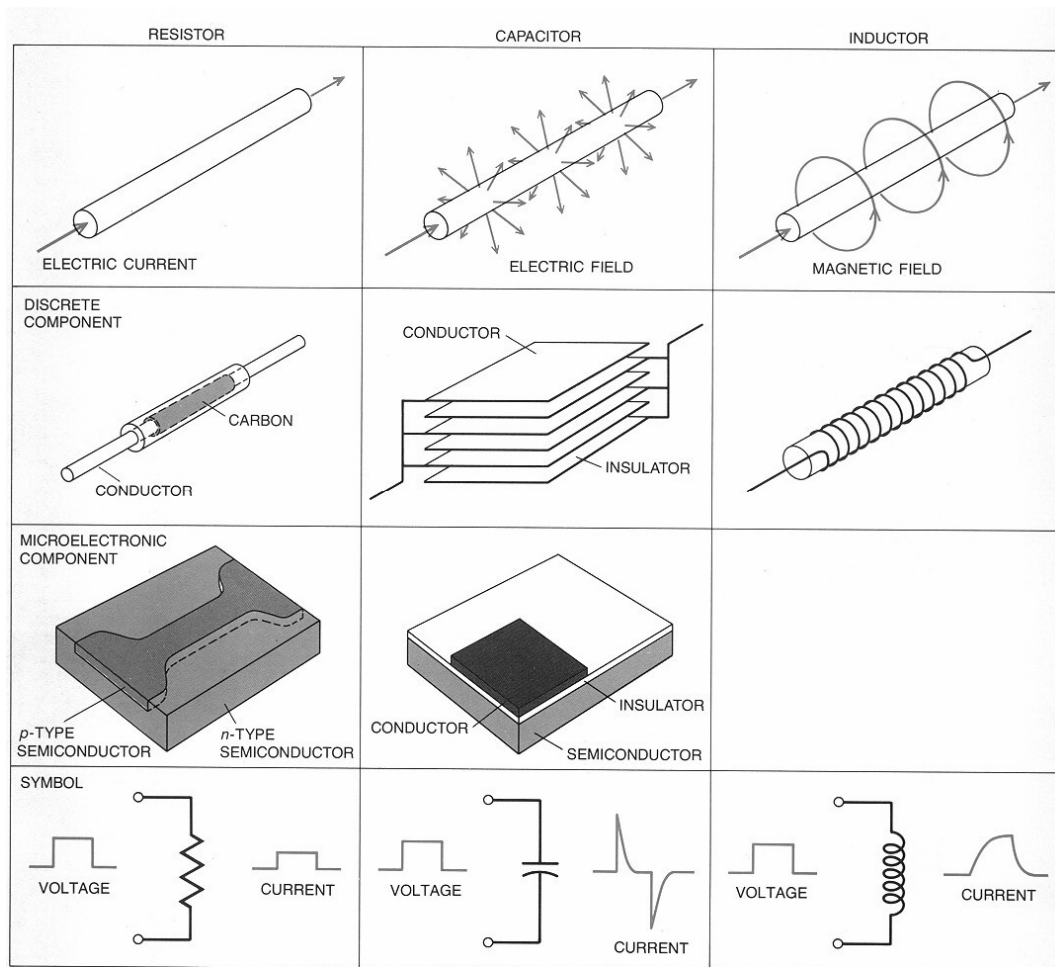 RESISTOR
CAPACITOR
INDUCTOR
ELECTRIC CURRENT
ELECTRIC FIELD
MAGNETIC FIELD
DISCRETE
COMPONENT
CARBON
CONDUCTOR
CONDUCTOR
INSULATOR
MICROELECTRONIC
COMPONENT
p-TYPE
SEMICONDUCTOR
n-TYPE
SEMICONDUCTOR
CONDUCTOR
INSULATOR
SEMICONDUCTOR
SYMBOL
VOLTAGE
CURRENT
VOLTAGE
CURRENT
VOLTAGE
CURRENT